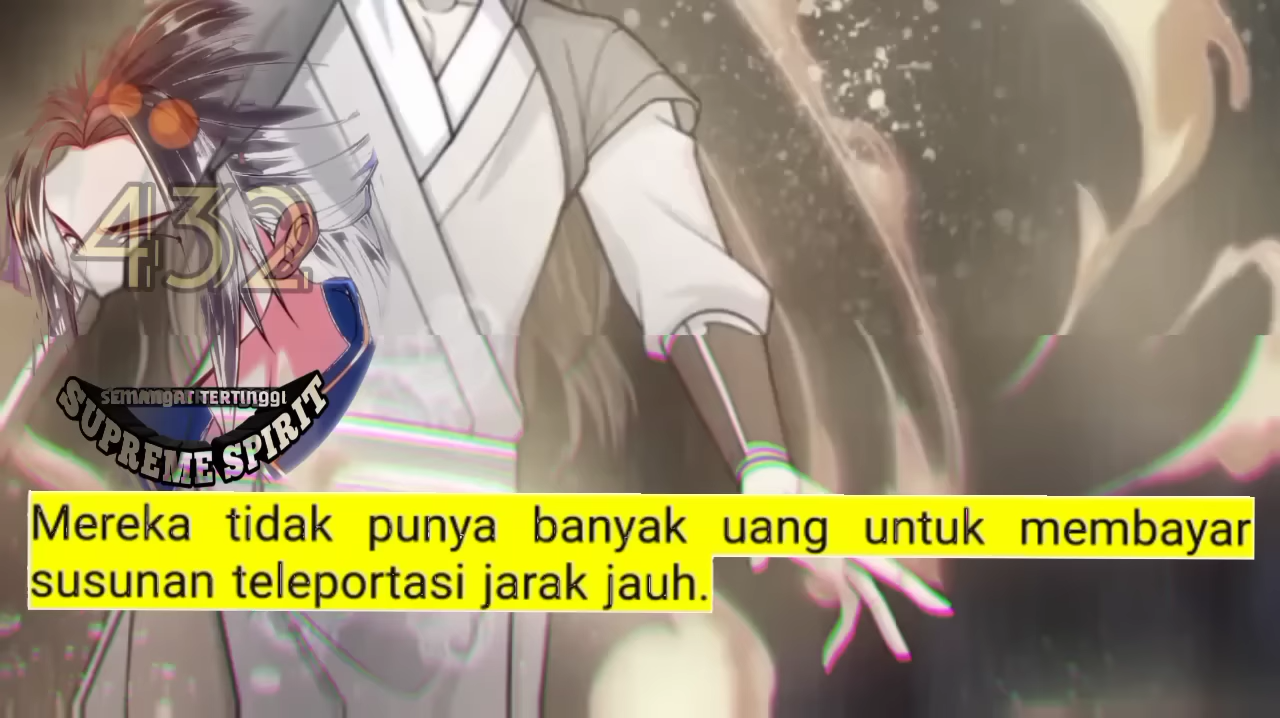 432
SEMANGAT TERTINGGI
SUPREME SPIRIT
Mereka tidak punya banyak uang untuk membayar
susunan teleportasi jarak jauh.